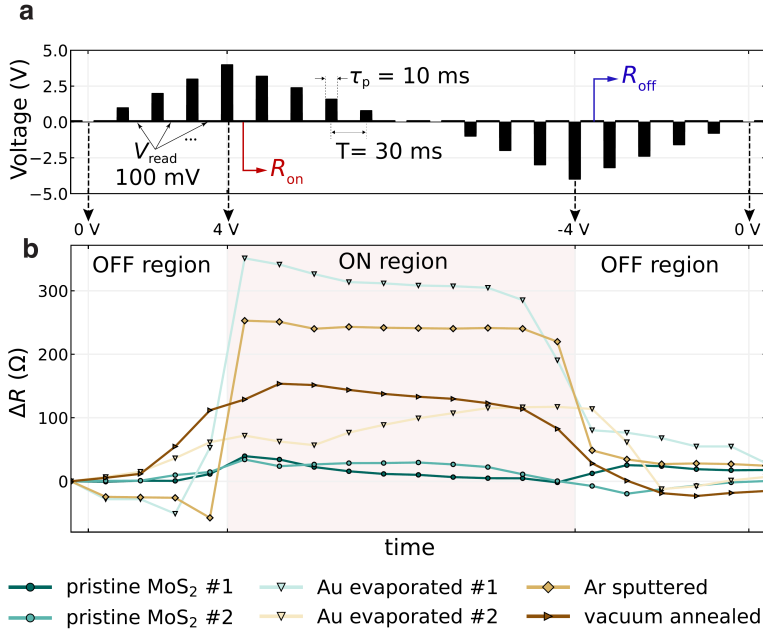 a
Voltage (V)
5.0
2.5
0.0
−2.5
−5.0
τp = 10 ms
Roff
Vread
100 mV
...
T= 30 ms
Ron
0 V
4 V
-4 V
0 V
b
OFF region
ON region
OFF region
ΔR (Ω)
300
200
100
0
time
pristine MoS2 #1
Au evaporated #1
Ar sputtered
pristine MoS2 #2
Au evaporated #2
vacuum annealed